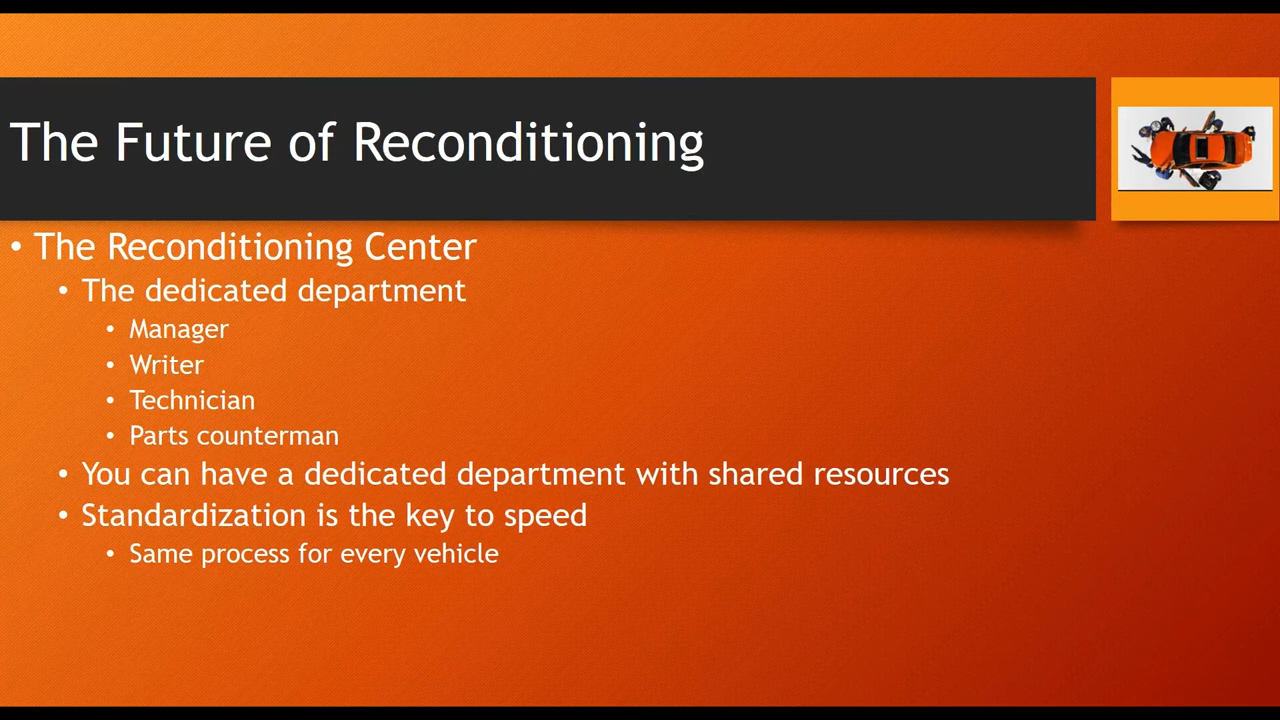 The Future of Reconditioning
• The Reconditioning Center
• The dedicated department
• Manager
• Writer
• Technician
• Parts counterman
• You can have a dedicated department with shared resources
• Standardization is the key to speed
• Same process for every vehicle